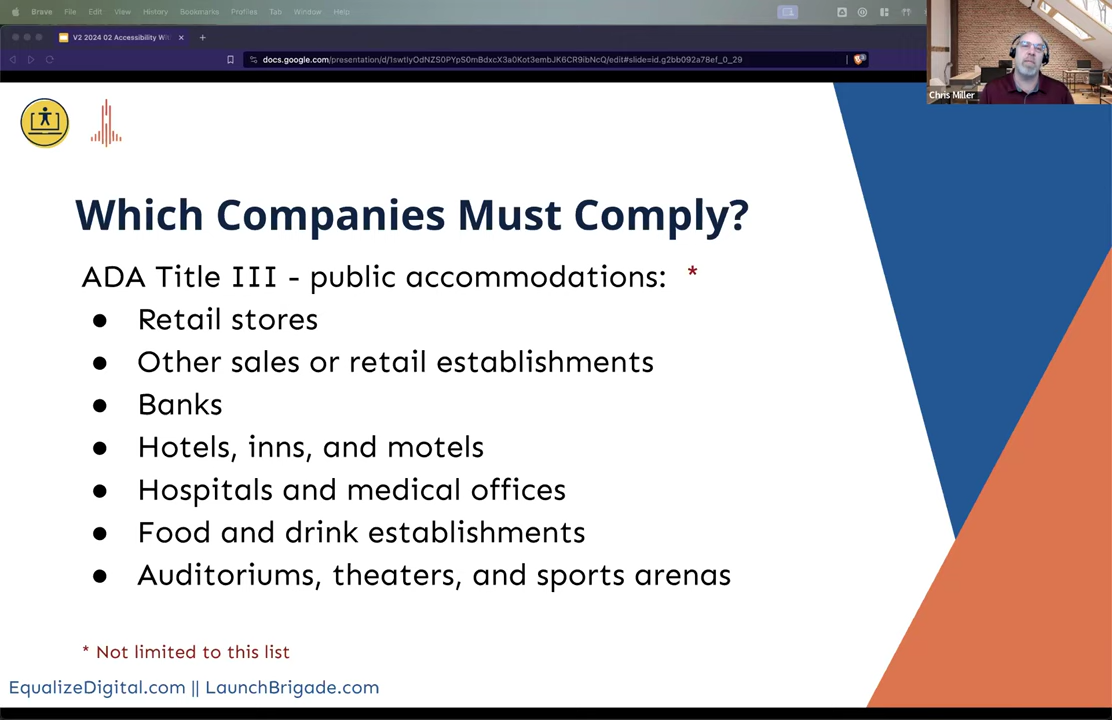 Brave File Edit View History Bookmarks Profiles Tab Window Help
V2 2024 02 Accessibility Wit
docs.google.com/presentation/d/1swtIyOdNZS0PYpS0mBdxcX3a0Kot3embJK6CR9ibNcQ/edit#slide=id.g2bb092a78ef_0_29
Chris Miller
Which Companies Must Comply?
ADA Title III - public accommodations: *
● Retail stores
● Other sales or retail establishments
● Banks
● Hotels, inns, and motels
● Hospitals and medical offices
● Food and drink establishments
● Auditoriums, theaters, and sports arenas
* Not limited to this list
EqualizeDigital.com || LaunchBrigade.com